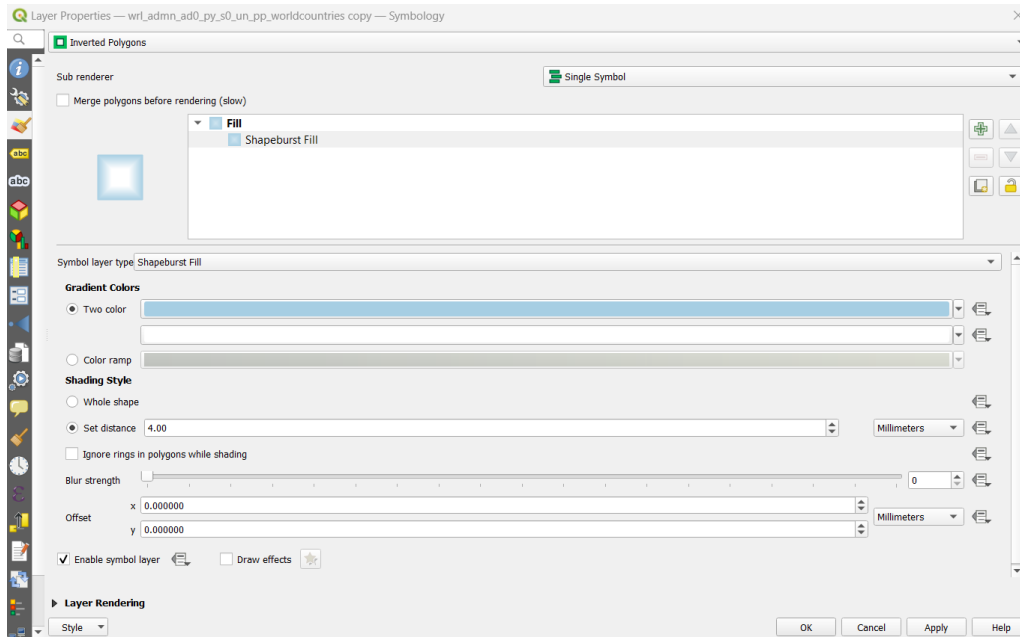 Layer Properties — wrl_admn_ad0_py_s0_un_pp_worldcountries copy — Symbology
Inverted Polygons
Sub renderer
Single Symbol
Merge polygons before rendering (slow)
Fill
Shapeburst Fill
Symbol layer type Shapeburst Fill
Gradient Colors
Two color
Color ramp
Shading Style
Whole shape
Set distance 4.00 Millimeters
Ignore rings in polygons while shading
Blur strength 0
x 0.000000
Offset Millimeters
y 0.000000
Enable symbol layer Draw effects
Layer Rendering
Style OK Cancel Apply Help
abc
abc